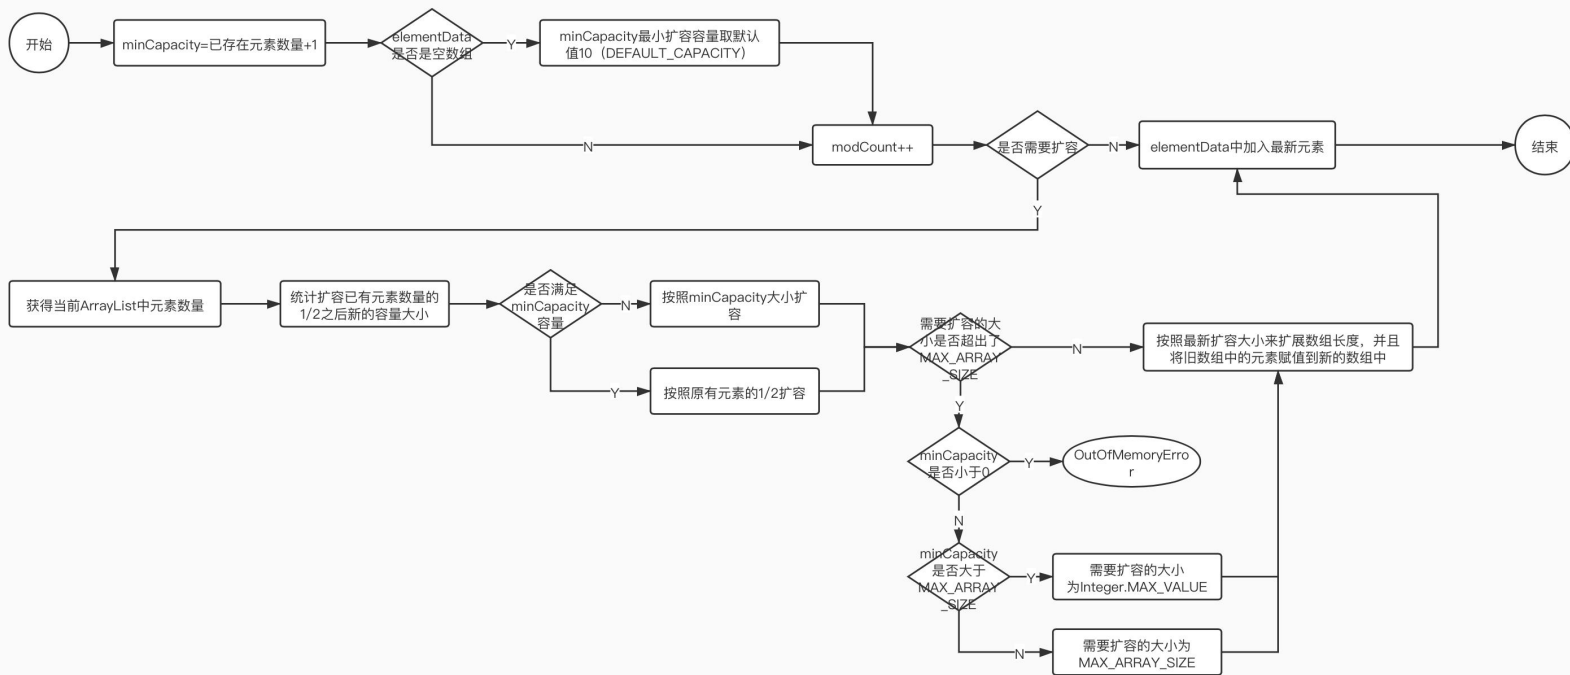 开始
minCapacity=已存在元素数量+1
elementData
是否是空数组
Y
minCapacity最小扩容容量取默认
值10（DEFAULT_CAPACITY）
N
modCount++
是否需要扩容
N
elementData中加入最新元素
结束
Y
获得当前ArrayList中元素数量
统计扩容已有元素数量的
1/2之后新的容量大小
是否满足
minCapacity
容量
N
按照minCapacity大小扩
容
Y
按照原有元素的1/2扩容
需要扩容的大
小是否超出了
MAX_ARRAY
_SIZE
N
按照最新扩容大小来扩展数组长度，并且
将旧数组中的元素赋值到新的数组中
Y
minCapacity
是否小于0
Y
OutOfMemoryErro
r
N
minCapacity
是否大于
MAX_ARRAY
_SIZE
Y
需要扩容的大小
为Integer.MAX_VALUE
N
需要扩容的大小为
MAX_ARRAY_SIZE